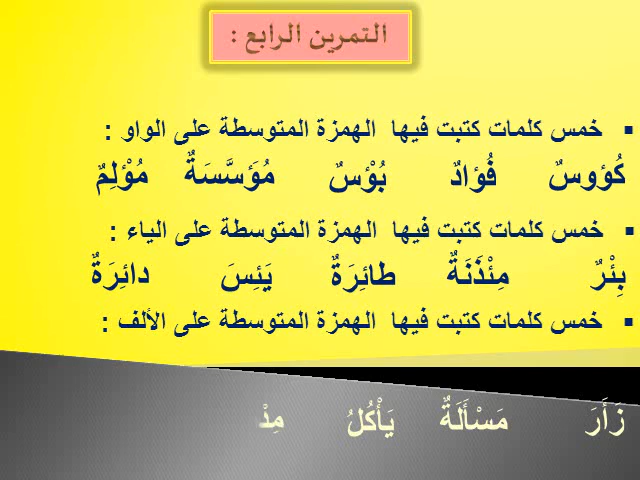 التمرين الرابع :
▪ خمس كلمات كتبت فيها الهمزة المتوسطة على الواو :
كُؤوسٌ فُؤادٌ بُؤْسٌ مُؤَسَّسَةٌ مُؤْلِمٌ
▪ خمس كلمات كتبت فيها الهمزة المتوسطة على الياء :
بِئْرٌ مِئْذَنَةٌ طائِرَةٌ يَئِسَ دائِرَةٌ
▪ خمس كلمات كتبت فيها الهمزة المتوسطة على الألف :
زَأَرَ مَسْأَلَةٌ يَأْكُلُ مِدْ